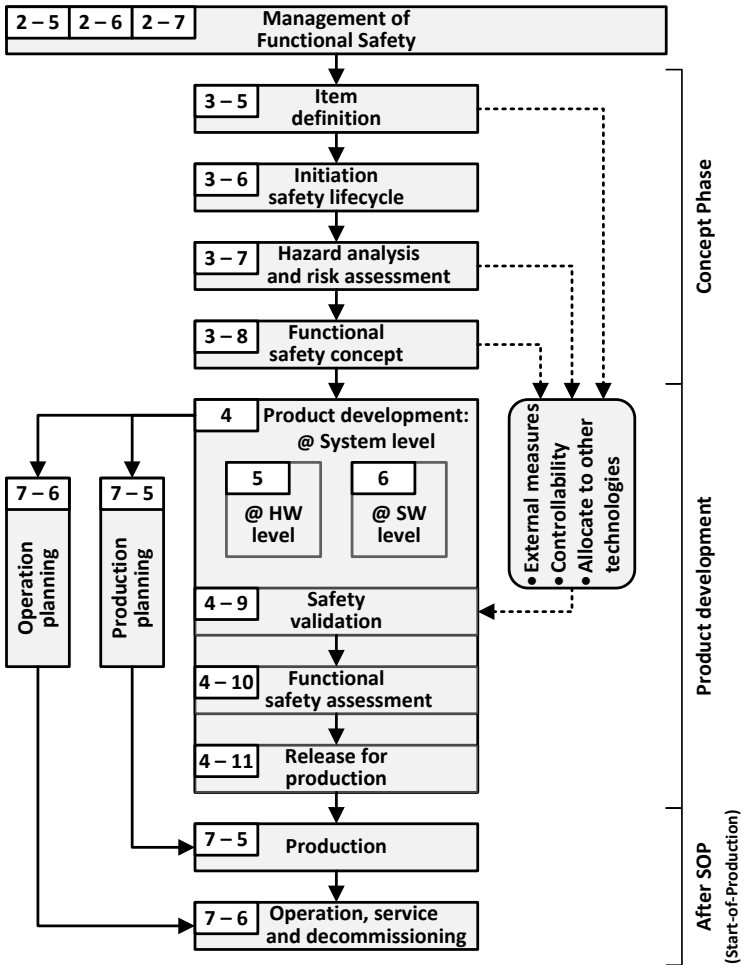 2 – 5 2 – 6 2 – 7
Management of
Functional Safety
3 – 5
Item
definition
3 – 6
Initiation
safety lifecycle
3 – 7
Hazard analysis
and risk assessment
3 – 8
Functional
safety concept
Concept Phase
4
Product development:
@ System level
5
@ HW
level
6
@ SW
level
• External measures
• Controllability
• Allocate to other
technologies
7 – 6
Operation
planning
7 – 5
Production
planning
4 – 9
Safety
validation
4 – 10
Functional
safety assessment
4 – 11
Release for
production
Product development
7 – 5
Production
7 – 6
Operation, service
and decommissioning
After SOP
(Start-of-Production)